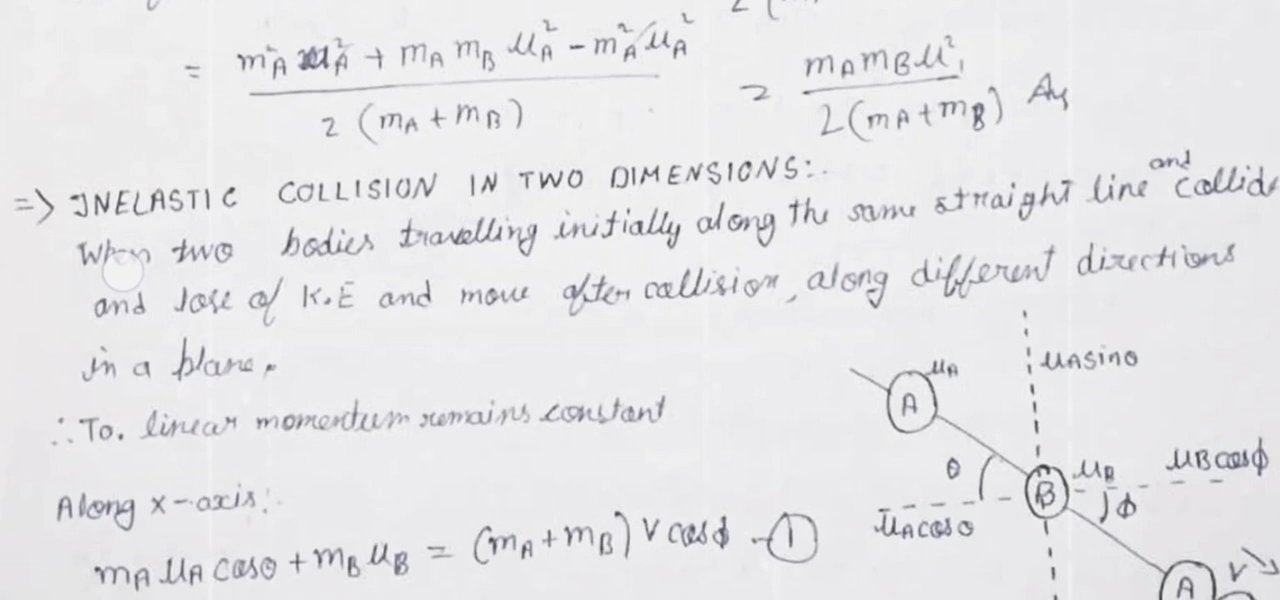 = m²A u²A + mA mB u²A - m²A u²A / 2 (mA + mB) = mA mB u²₁ / 2(mA + mB) Ans
=> INELASTIC COLLISION IN TWO DIMENSIONS:-
When two bodies travelling initially along the same straight line and collide
and lose of K.E and move after collision, along different directions
in a plane.
∴ To. linear momentum remains constant
Along x-axis:-
mA uA cosθ + mB uB = (mA + mB) V cosϕ - ①
uA
A
uA sinθ
θ
B
uB
uB cosϕ
ϕ
uA cosθ
A
V